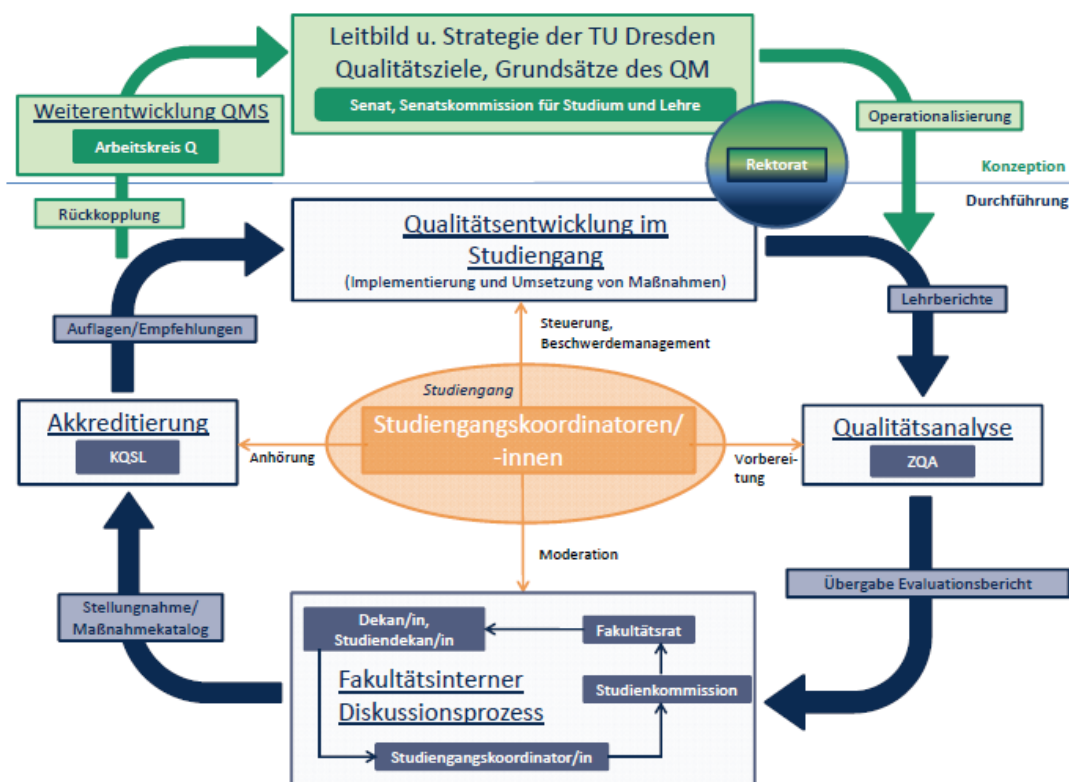 Leitbild u. Strategie der TU Dresden
Qualitätsziele, Grundsätze des QM
Senat, Senatskommission für Studium und Lehre
Weiterentwicklung QMS
Arbeitskreis Q
Operationalisierung
Rektorat
Konzeption
Durchführung
Rückkopplung
Qualitätsentwicklung im
Studiengang
(Implementierung und Umsetzung von Maßnahmen)
Lehrberichte
Auflagen/Empfehlungen
Steuerung,
Beschwerdemanagement
Studiengang
Studiengangskoordinatoren/
-innen
Akkreditierung
KQSL
Anhörung
Vorberei-
tung
Qualitätsanalyse
ZQA
Moderation
Übergabe Evaluationsbericht
Stellungnahme/
Maßnahmekatalog
Dekan/in,
Studiendekan/in
Fakultätsrat
Fakultätsinterner
Diskussionsprozess
Studienkommission
Studiengangskoordinator/in